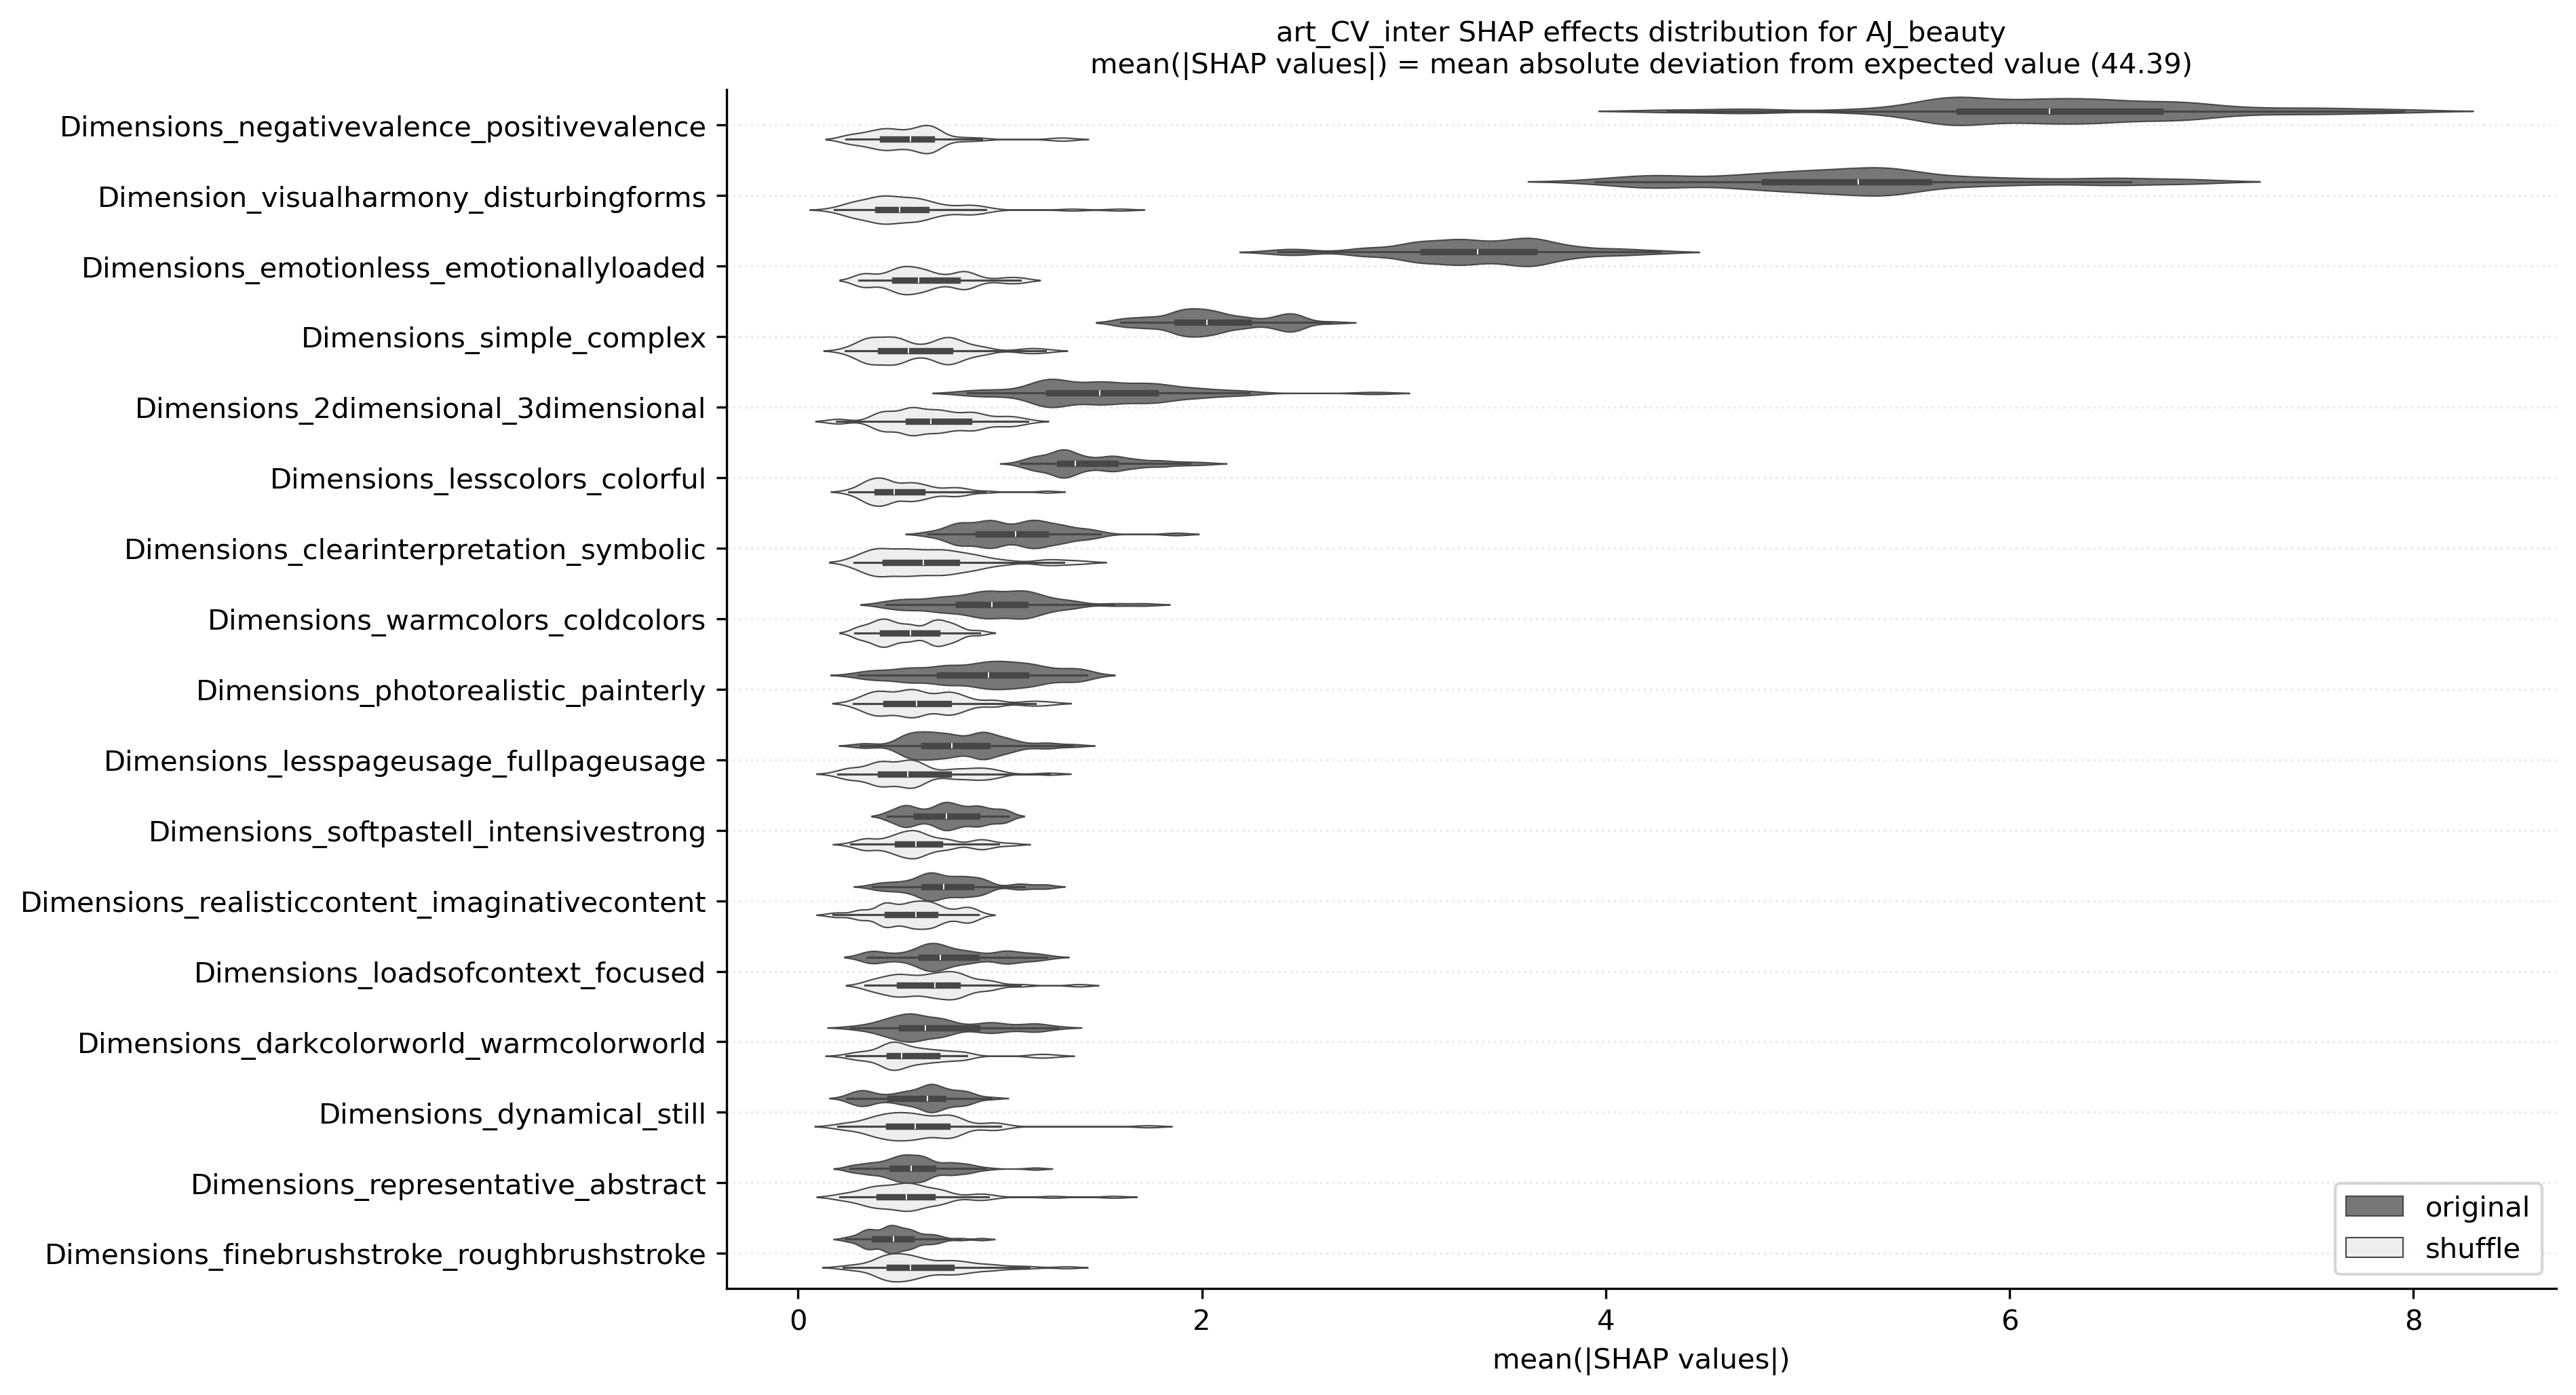 art_CV_inter SHAP effects distribution for AJ_beauty
mean(|SHAP values|) = mean absolute deviation from expected value (44.39)
Dimensions_negativevalence_positivevalence
Dimension_visualharmony_disturbingforms
Dimensions_emotionless_emotionallyloaded
Dimensions_simple_complex
Dimensions_2dimensional_3dimensional
Dimensions_lesscolors_colorful
Dimensions_clearinterpretation_symbolic
Dimensions_warmcolors_coldcolors
Dimensions_photorealistic_painterly
Dimensions_lesspageusage_fullpageusage
Dimensions_softpastell_intensivestrong
Dimensions_realisticcontent_imaginativecontent
Dimensions_loadsofcontext_focused
Dimensions_darkcolorworld_warmcolorworld
Dimensions_dynamical_still
Dimensions_representative_abstract
Dimensions_finebrushstroke_roughbrushstroke
original
shuffle
0 2 4 6 8
mean(|SHAP values|)